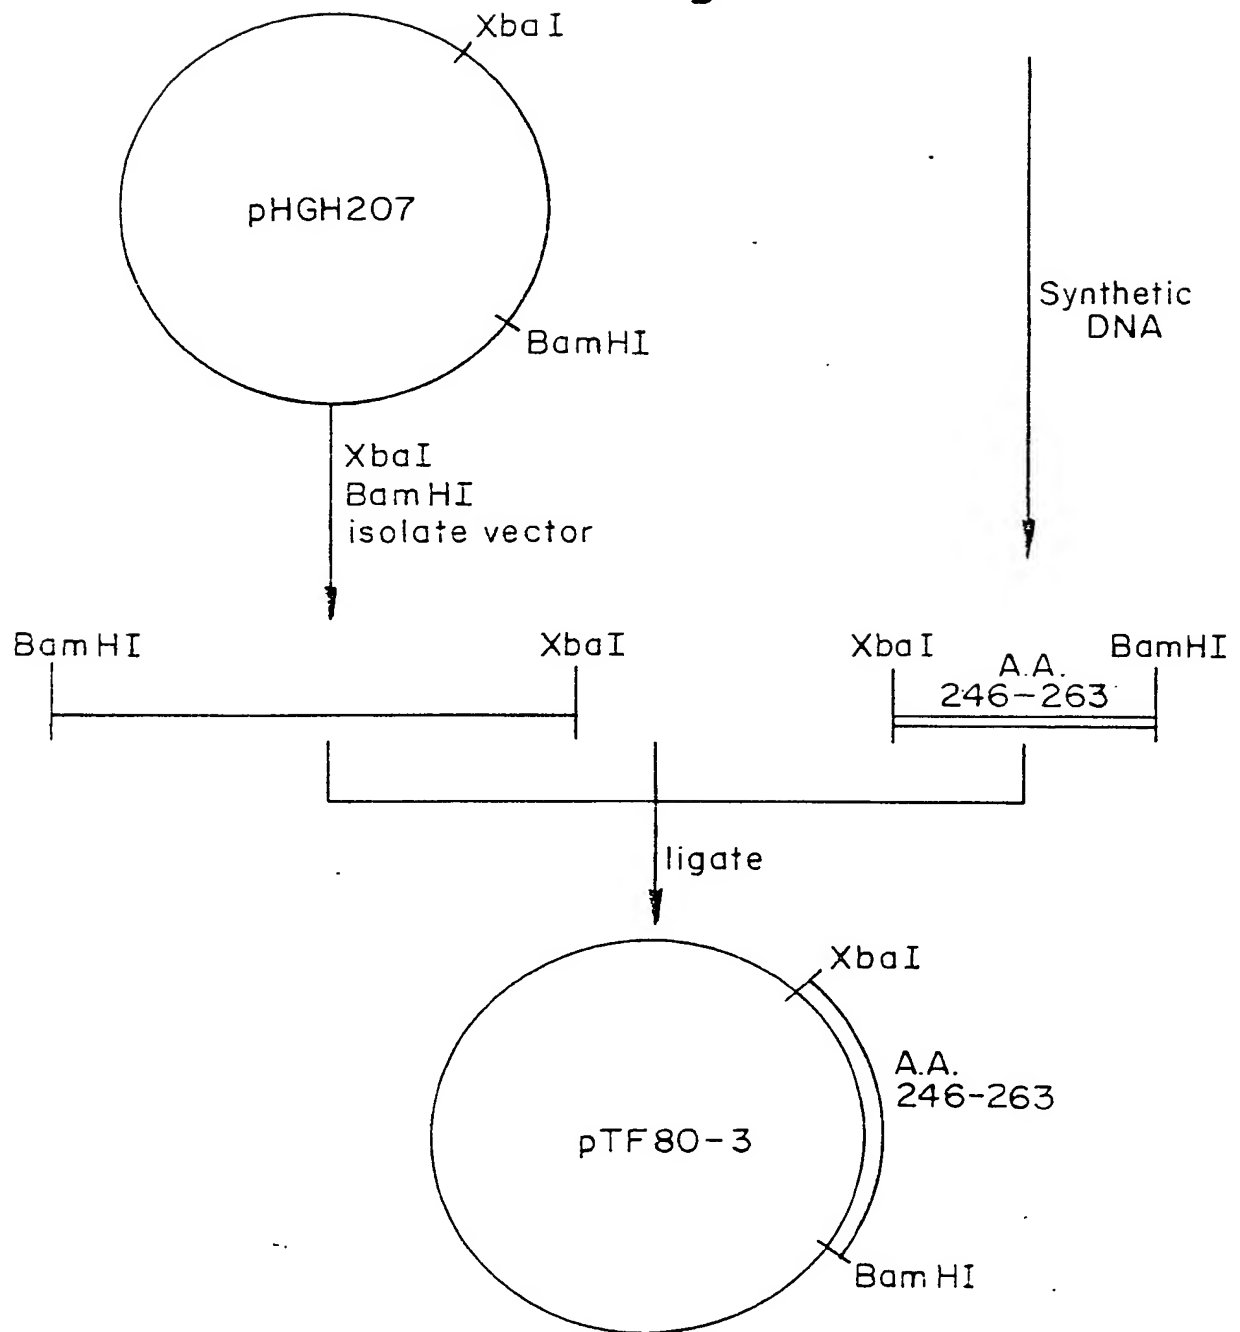 XbaI
pHGH207
BamHI
Synthetic
DNA
XbaI
BamHI
isolate vector
BamHI
XbaI
XbaI
A.A.
246-263
BamHI
ligate
XbaI
A.A.
246-263
pTF80-3
BamHI